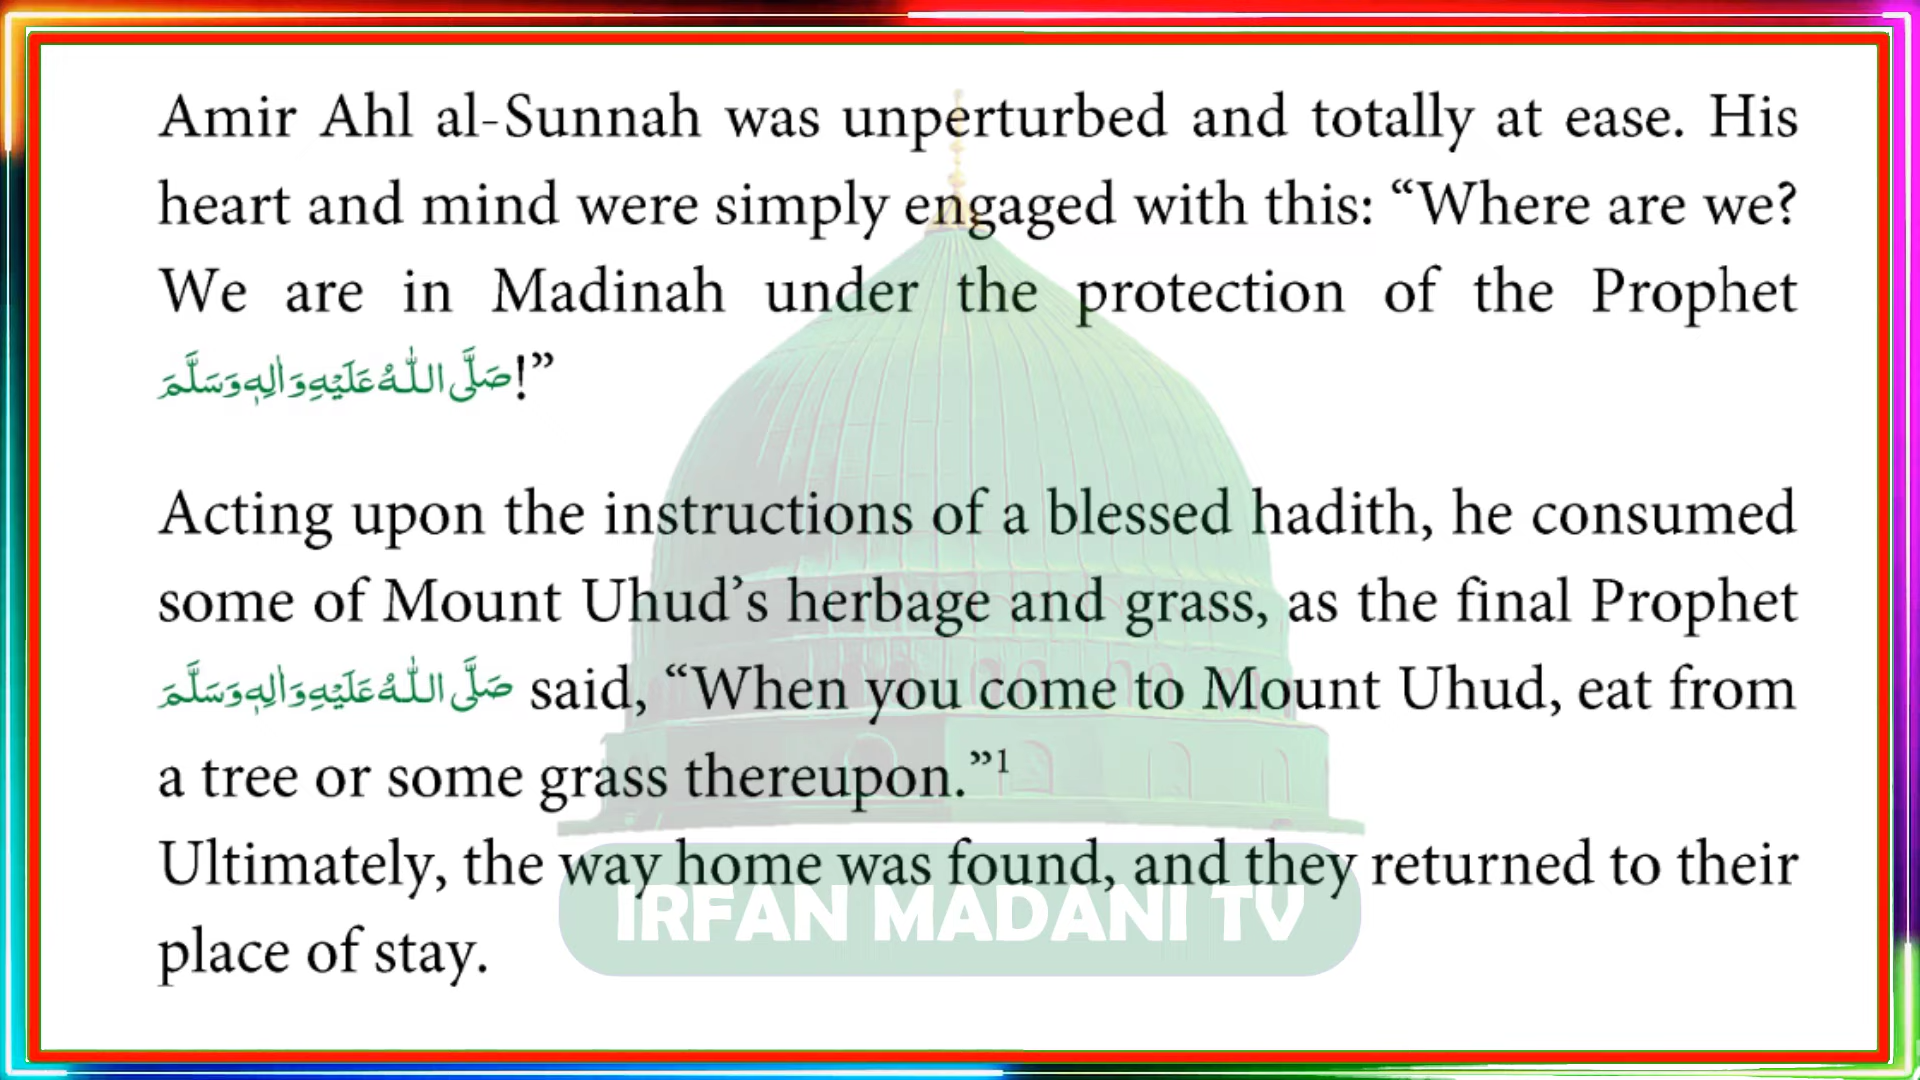 Amir Ahl al-Sunnah was unperturbed and totally at ease. His
heart and mind were simply engaged with this: “Where are we?
We are in Madinah under the protection of the Prophet
صَلَّى اللّٰهُ عَلَيْهِ وَاٰلِهٖ وَسَلَّمَ!”
Acting upon the instructions of a blessed hadith, he consumed
some of Mount Uhud’s herbage and grass, as the final Prophet
صَلَّى اللّٰهُ عَلَيْهِ وَاٰلِهٖ وَسَلَّمَ said, “When you come to Mount Uhud, eat from
a tree or some grass thereupon.”1
Ultimately, the way home was found, and they returned to their
IRFAN MADANI TV
place of stay.